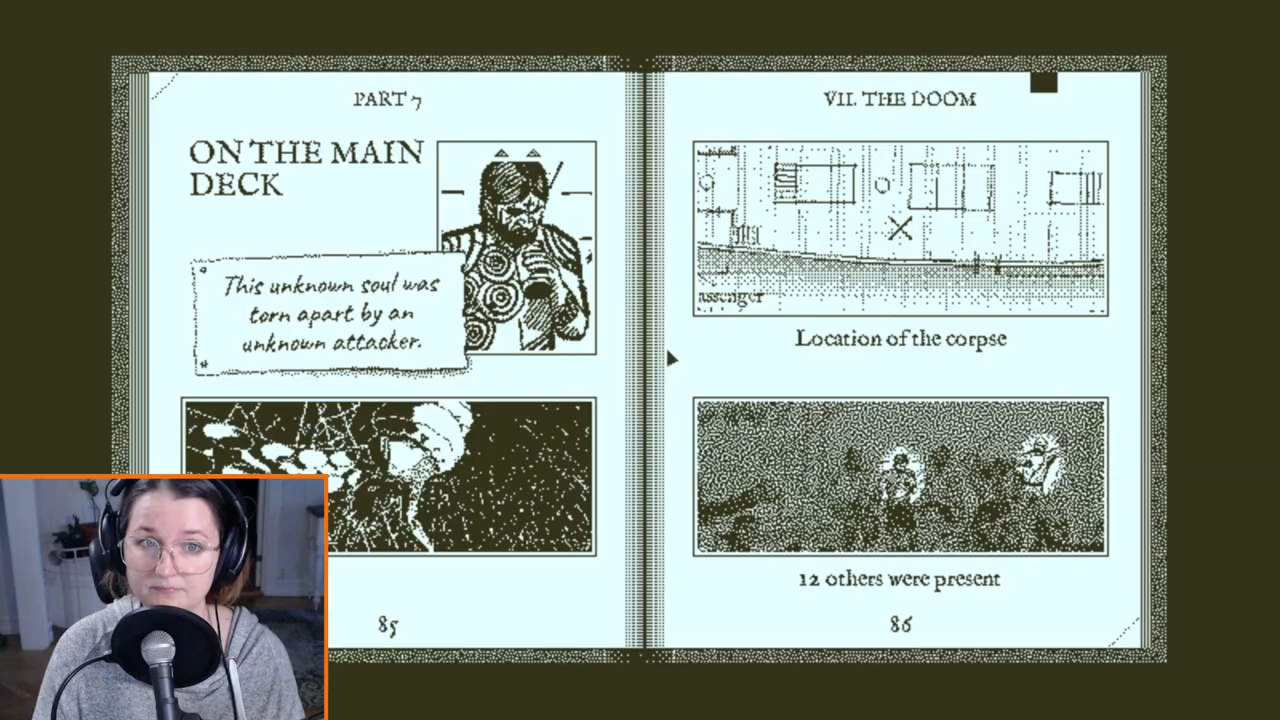 PART 7
ON THE MAIN
DECK
This unknown soul was
torn apart by an
unknown attacker.
85
VII. THE DOOM
assenger
Location of the corpse
12 others were present
86